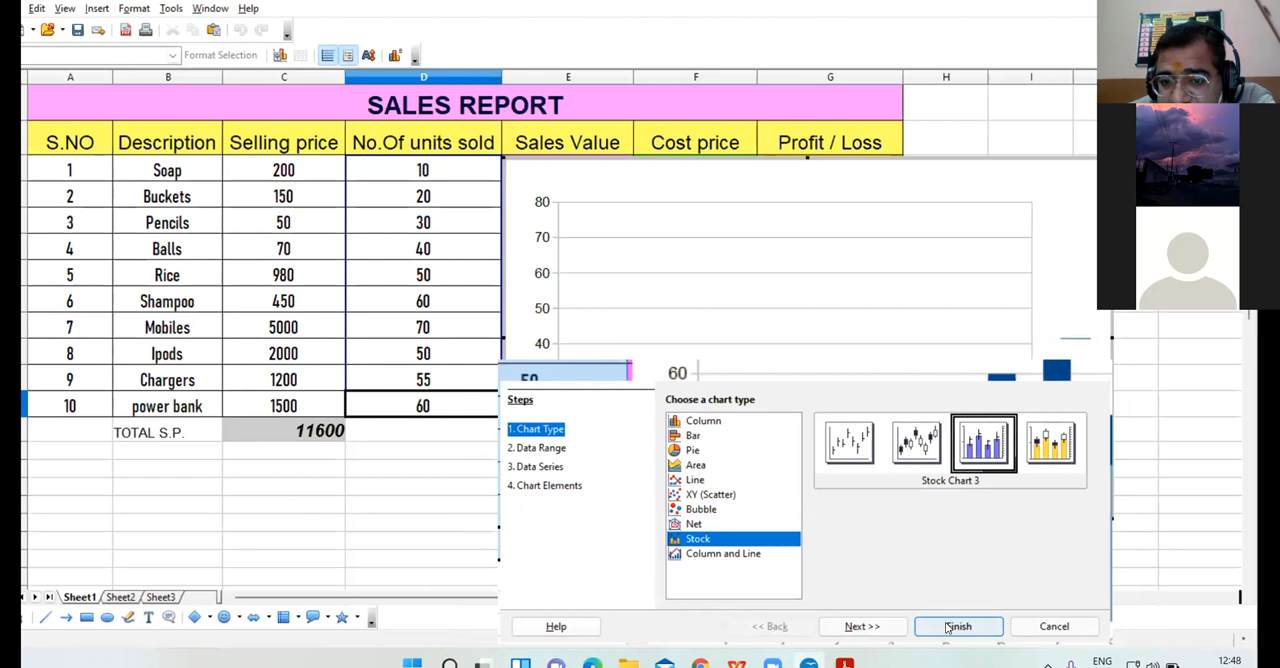 Edit View Insert Format Tools Window Help
Format Selection
A B C D E F G H I
SALES REPORT
S.NO Description Selling price No.Of units sold Sales Value Cost price Profit / Loss
1 Soap 200 10
2 Buckets 150 20
3 Pencils 50 30
4 Balls 70 40
5 Rice 980 50
6 Shampoo 450 60
7 Mobiles 5000 70
8 Ipods 2000 50
9 Chargers 1200 55
10 power bank 1500 60
TOTAL S.P. 11600
80
70
60
50
40
60
Steps
1. Chart Type
2. Data Range
3. Data Series
4. Chart Elements
Choose a chart type
Column
Bar
Pie
Area
Line
XY (Scatter)
Bubble
Net
Stock
Column and Line
Stock Chart 3
Help << Back Next >> Finish Cancel
Sheet1 Sheet2 Sheet3
ENG 12:48